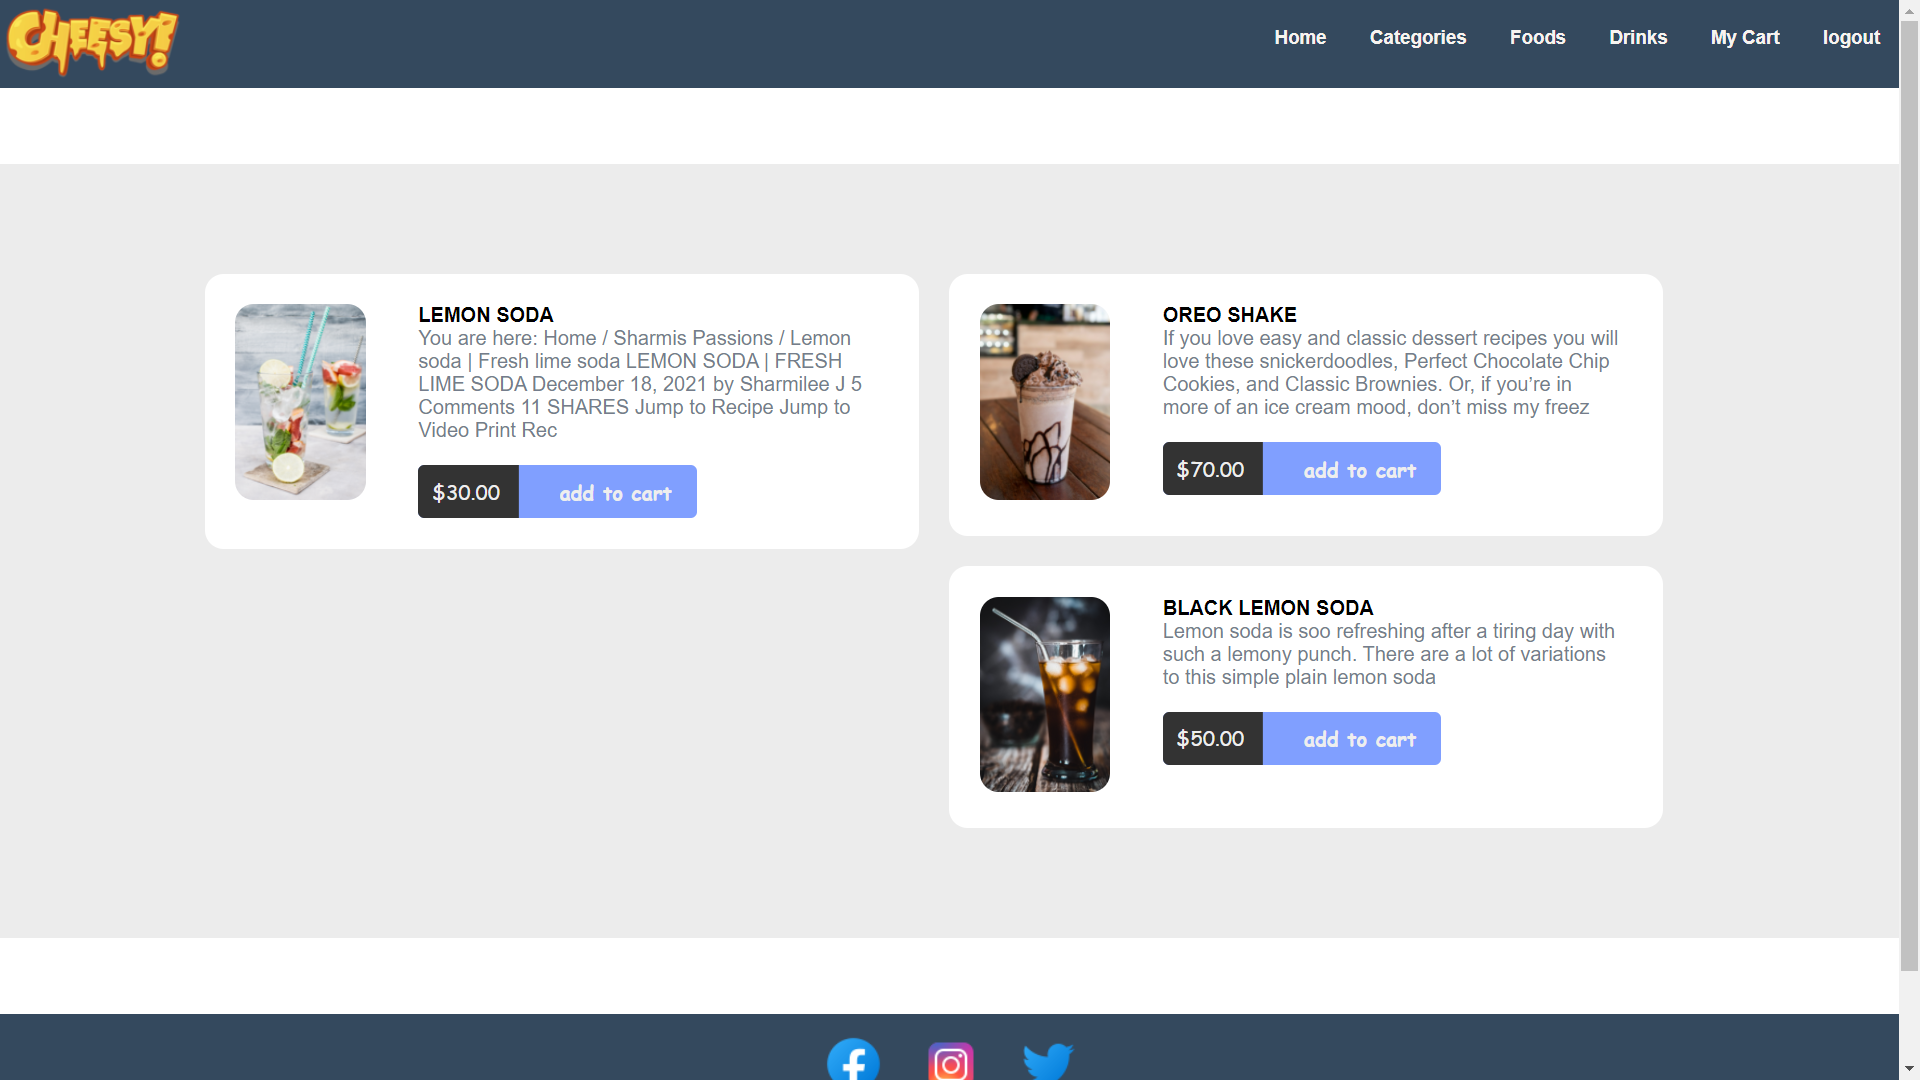 CHEESY!
Home
Categories
Foods
Drinks
My Cart
logout
LEMON SODA
You are here: Home / Sharmis Passions / Lemon
soda | Fresh lime soda LEMON SODA | FRESH
LIME SODA December 18, 2021 by Sharmilee J 5
Comments 11 SHARES Jump to Recipe Jump to
Video Print Rec
$30.00
add to cart
OREO SHAKE
If you love easy and classic dessert recipes you will
love these snickerdoodles, Perfect Chocolate Chip
Cookies, and Classic Brownies. Or, if you’re in
more of an ice cream mood, don’t miss my freez
$70.00
add to cart
BLACK LEMON SODA
Lemon soda is soo refreshing after a tiring day with
such a lemony punch. There are a lot of variations
to this simple plain lemon soda
$50.00
add to cart